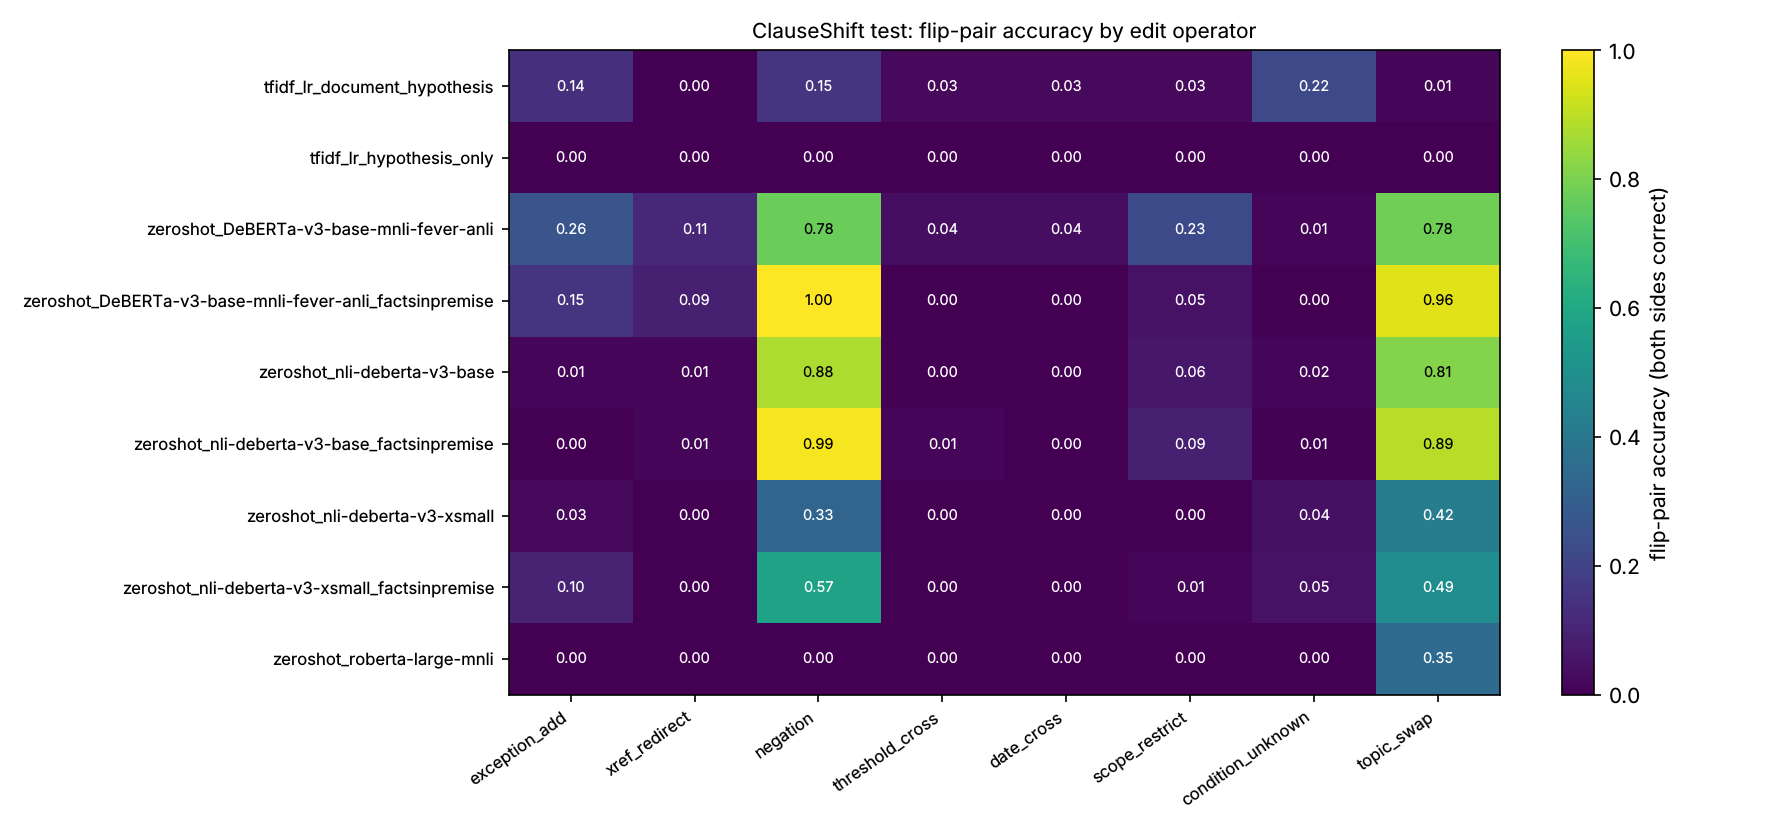 ClauseShift test: flip-pair accuracy by edit operator
tfidf_lr_document_hypothesis 0.14 0.00 0.15 0.03 0.03 0.03 0.22 0.01
tfidf_lr_hypothesis_only 0.00 0.00 0.00 0.00 0.00 0.00 0.00 0.00
zeroshot_DeBERTa-v3-base-mnli-fever-anli 0.26 0.11 0.78 0.04 0.04 0.23 0.01 0.78
zeroshot_DeBERTa-v3-base-mnli-fever-anli_factsinpremise 0.15 0.09 1.00 0.00 0.00 0.05 0.00 0.96
zeroshot_nli-deberta-v3-base 0.01 0.01 0.88 0.00 0.00 0.06 0.02 0.81
zeroshot_nli-deberta-v3-base_factsinpremise 0.00 0.01 0.99 0.01 0.00 0.09 0.01 0.89
zeroshot_nli-deberta-v3-xsmall 0.03 0.00 0.33 0.00 0.00 0.00 0.04 0.42
zeroshot_nli-deberta-v3-xsmall_factsinpremise 0.10 0.00 0.57 0.00 0.00 0.01 0.05 0.49
zeroshot_roberta-large-mnli 0.00 0.00 0.00 0.00 0.00 0.00 0.00 0.35
exception_add
xref_redirect
negation
threshold_cross
date_cross
scope_restrict
condition_unknown
topic_swap
1.0
0.8
0.6
0.4
0.2
0.0
flip-pair accuracy (both sides correct)